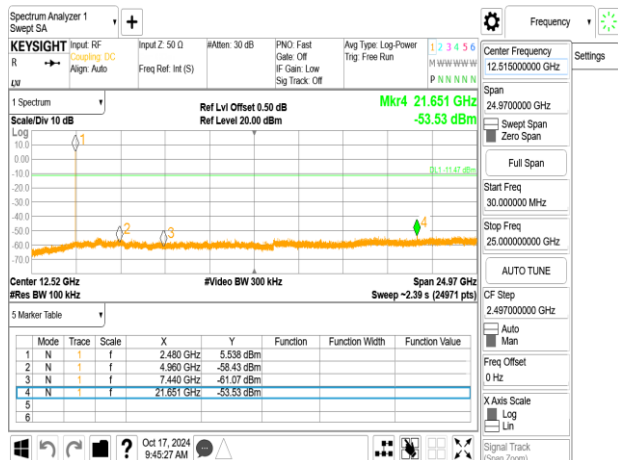 Spectrum Analyzer 1
Swept SA
Frequency
KEYSIGHT
R
Input: RF
Coupling: DC
Align: Auto
Input Z: 50 Ω
Freq Ref: Int (S)
#Atten: 30 dB
PNO: Fast
Gate: Off
IF Gain: Low
Sig Track: Off
Avg Type: Log-Power
Trig: Free Run
1 2 3 4 5 6
M W W W W W
P N N N N N
Center Frequency
12.515000000 GHz
Settings
Span
24.9700000 GHz
Swept Span
Zero Span
Full Span
Start Freq
30.000000 MHz
Stop Freq
25.000000000 GHz
AUTO TUNE
CF Step
2.497000000 GHz
Auto
Man
Freq Offset
0 Hz
X Axis Scale
Log
Lin
Signal Track
(Span Zoom)
1 Spectrum
Scale/Div 10 dB
Ref Lvl Offset 0.50 dB
Ref Level 20.00 dBm
Mkr4 21.651 GHz
-53.53 dBm
Log
10.0
0.00
-10.0
-20.0
-30.0
-40.0
-50.0
-60.0
-70.0
DL1 -11.47 dBm
1
2
3
4
Center 12.52 GHz
#Video BW 300 kHz
Span 24.97 GHz
#Res BW 100 kHz
Sweep ~2.39 s (24971 pts)
5 Marker Table
Mode Trace Scale X Y Function Function Width Function Value
1 N 1 f 2.480 GHz 5.538 dBm
2 N 1 f 4.960 GHz -58.43 dBm
3 N 1 f 7.440 GHz -61.07 dBm
4 N 1 f 21.651 GHz -53.53 dBm
5
6
?
Oct 17, 2024
9:45:27 AM